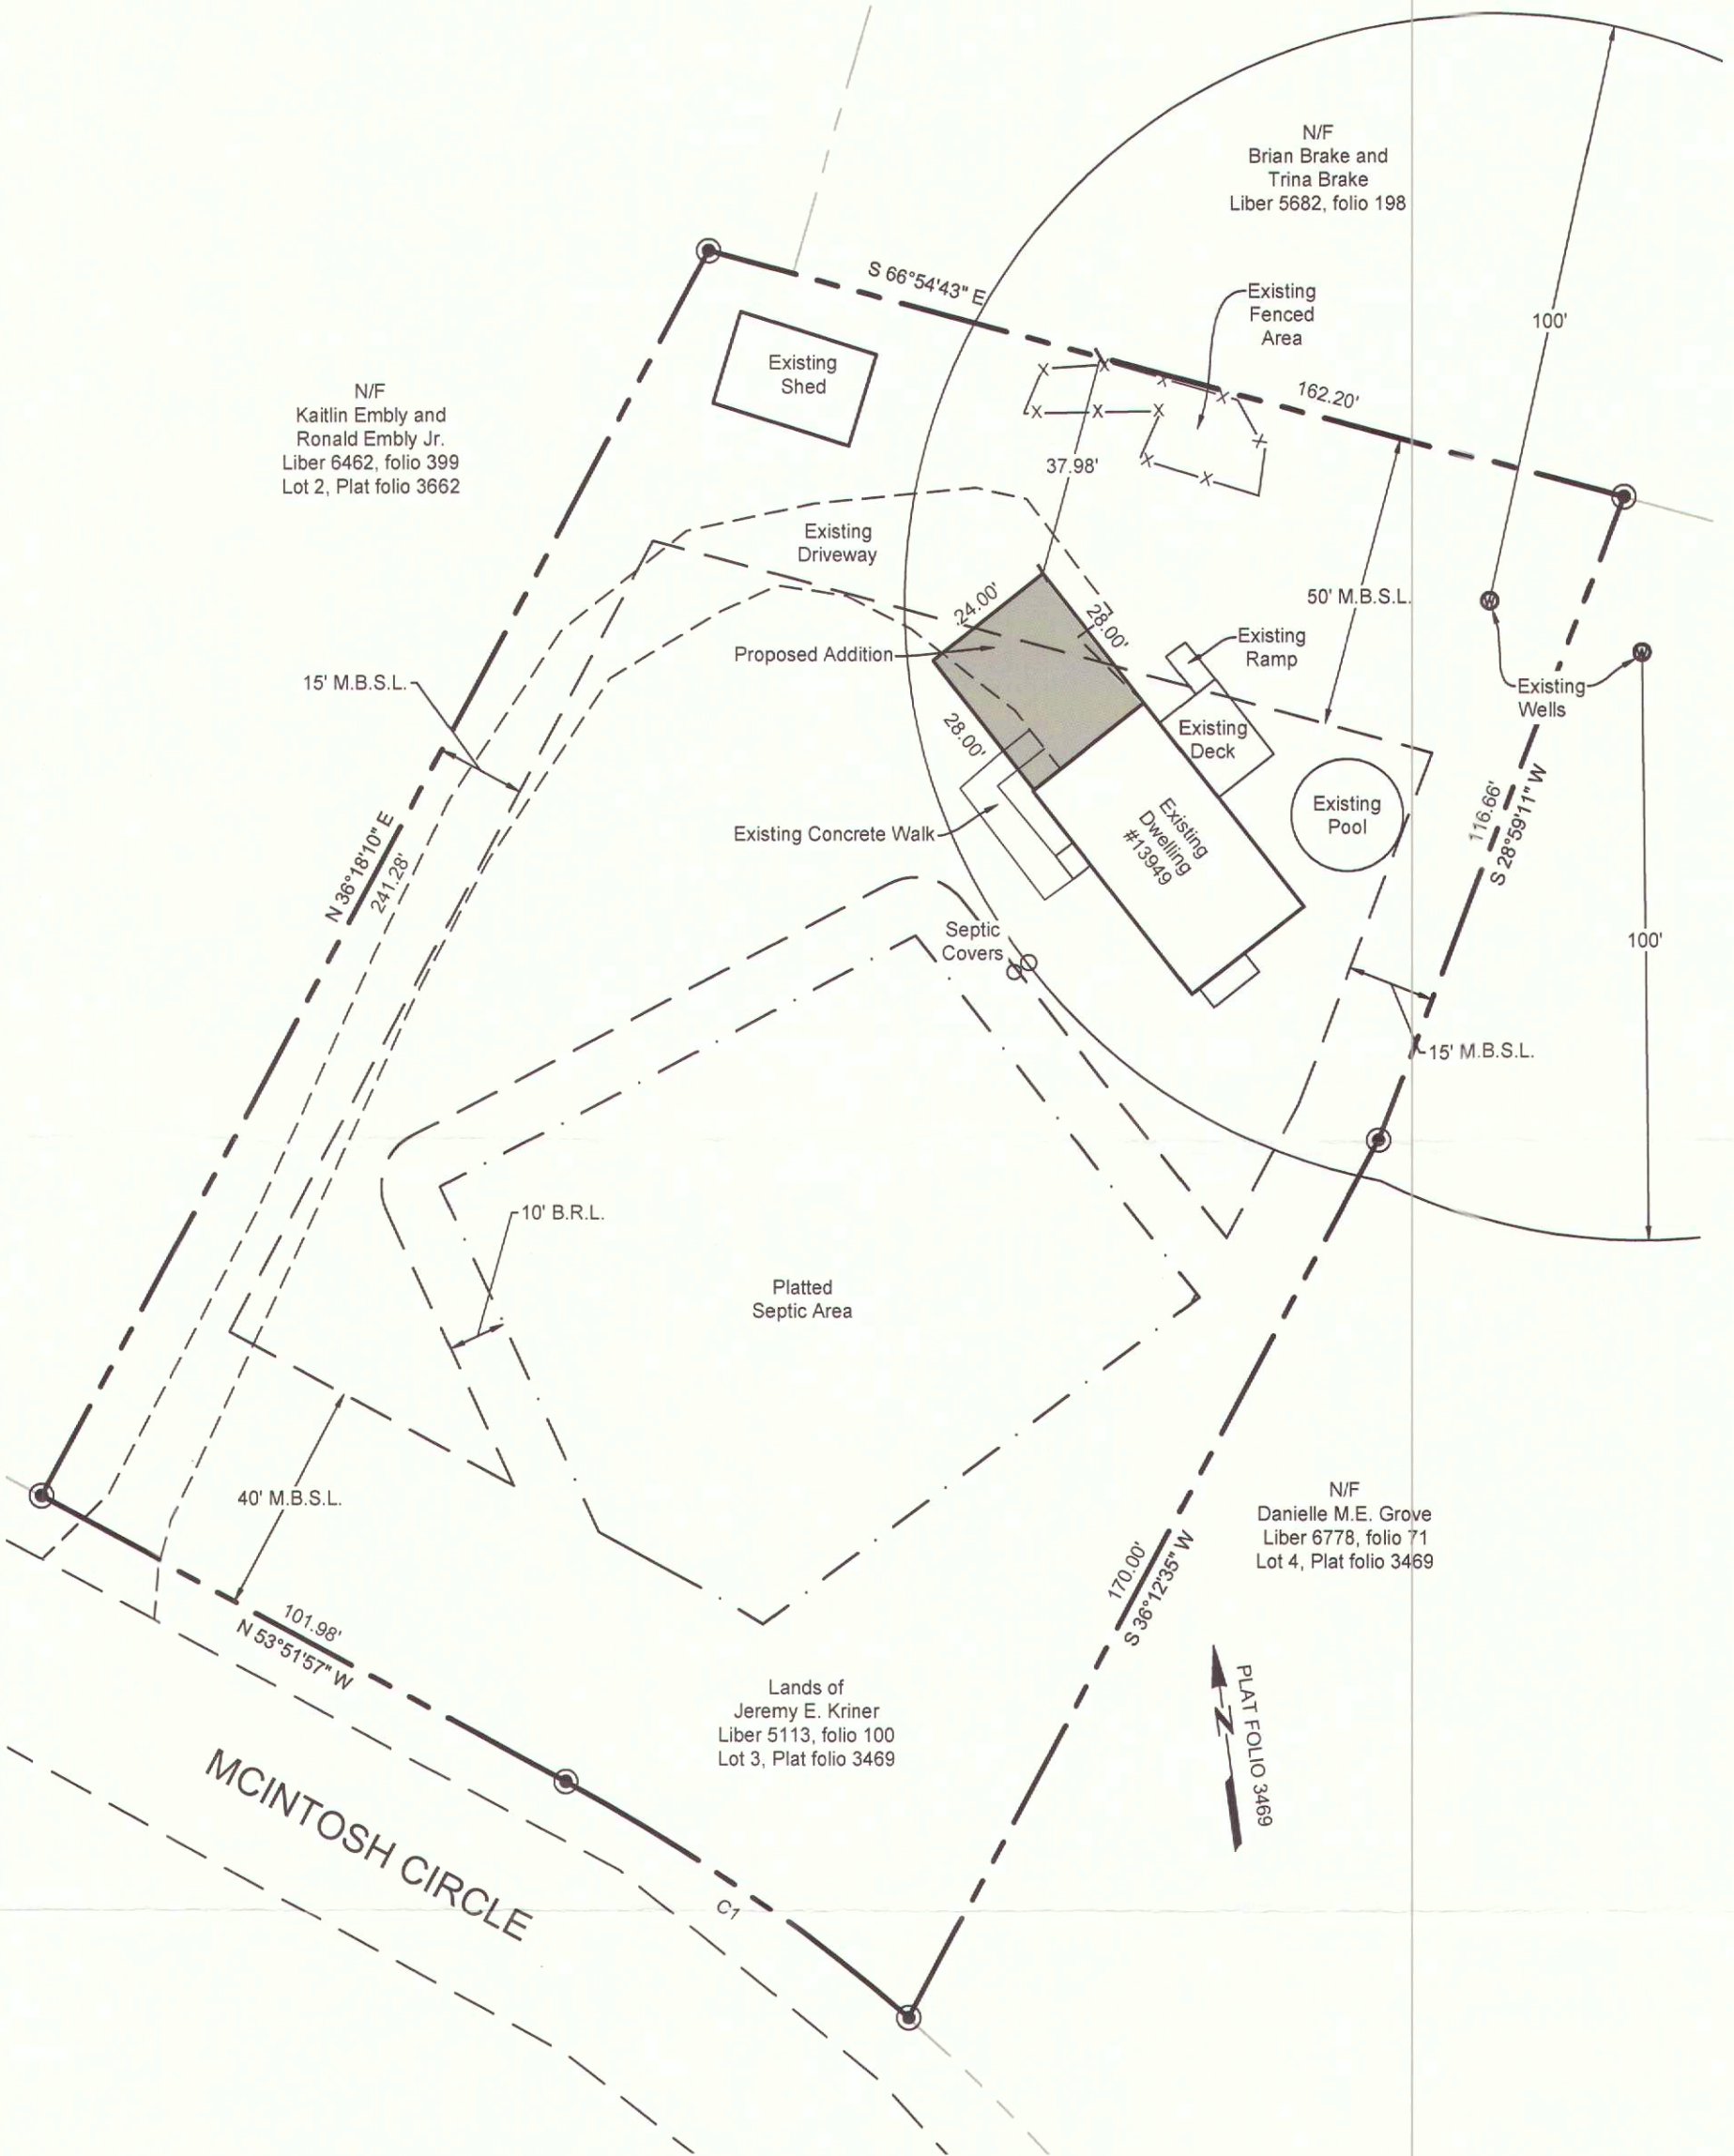 N/F
Brian Brake and
Trina Brake
Liber 5682, folio 198
S 66°54'43" E
Existing
Fenced
Area
100'
Existing
Shed
162.20'
N/F
Kaitlin Embly and
Ronald Embly Jr.
Liber 6462, folio 399
Lot 2, Plat folio 3662
37.98'
Existing
Driveway
24.00'
28.00'
50' M.B.S.L.
W
W
Existing
Ramp
Proposed Addition
15' M.B.S.L.
Existing
Wells
28.00'
Existing
Deck
Existing
Pool
116.66'
S 28°59'11" W
Existing Concrete Walk
Existing
Dwelling
#13949
N 36°18'10" E
241.28'
Septic
Covers
100'
15' M.B.S.L.
10' B.R.L.
Platted
Septic Area
40' M.B.S.L.
N/F
Danielle M.E. Grove
Liber 6778, folio 71
Lot 4, Plat folio 3469
170.00'
S 36°12'35" W
101.98'
N 53°51'57" W
Lands of
Jeremy E. Kriner
Liber 5113, folio 100
Lot 3, Plat folio 3469
N
PLAT FOLIO 3469
MCINTOSH CIRCLE
C1